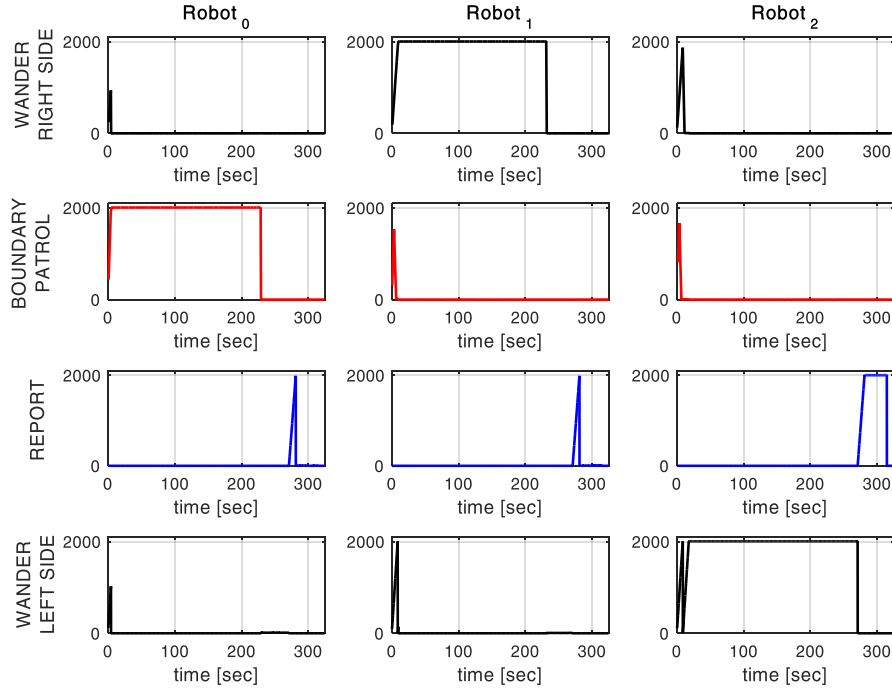 Robot 0 Robot 1 Robot 2
WANDER
RIGHT SIDE
2000 2000 2000
0 0 0
0 100 200 300 0 100 200 300 0 100 200 300
time [sec] time [sec] time [sec]
BOUNDARY
PATROL
2000 2000 2000
0 0 0
0 100 200 300 0 100 200 300 0 100 200 300
time [sec] time [sec] time [sec]
REPORT
2000 2000 2000
0 0 0
0 100 200 300 0 100 200 300 0 100 200 300
time [sec] time [sec] time [sec]
WANDER
LEFT SIDE
2000 2000 2000
0 0 0
0 100 200 300 0 100 200 300 0 100 200 300
time [sec] time [sec] time [sec]